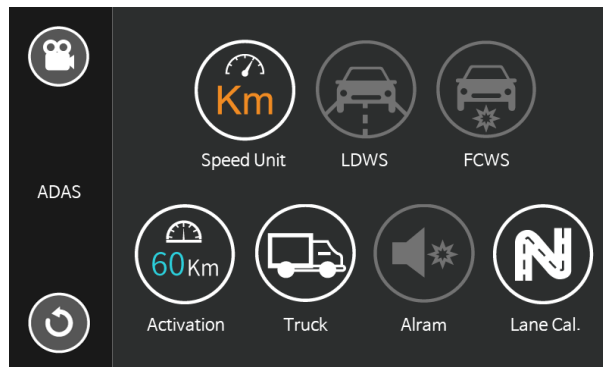 Km
Speed Unit
LDWS
FCWS
ADAS
60Km
Activation
Truck
Alram
Lane Cal.